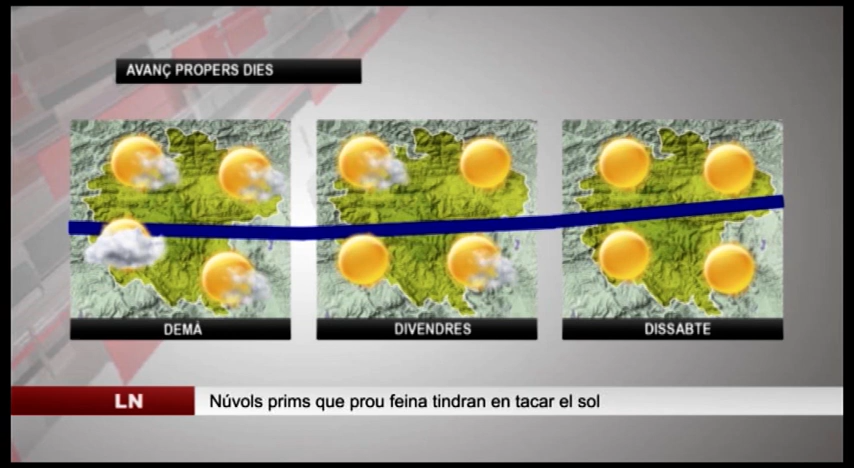 AVANÇ PROPERS DIES
DEMÀ
DIVENDRES
DISSABTE
LN
Núvols prims que prou feina tindran en tacar el sol